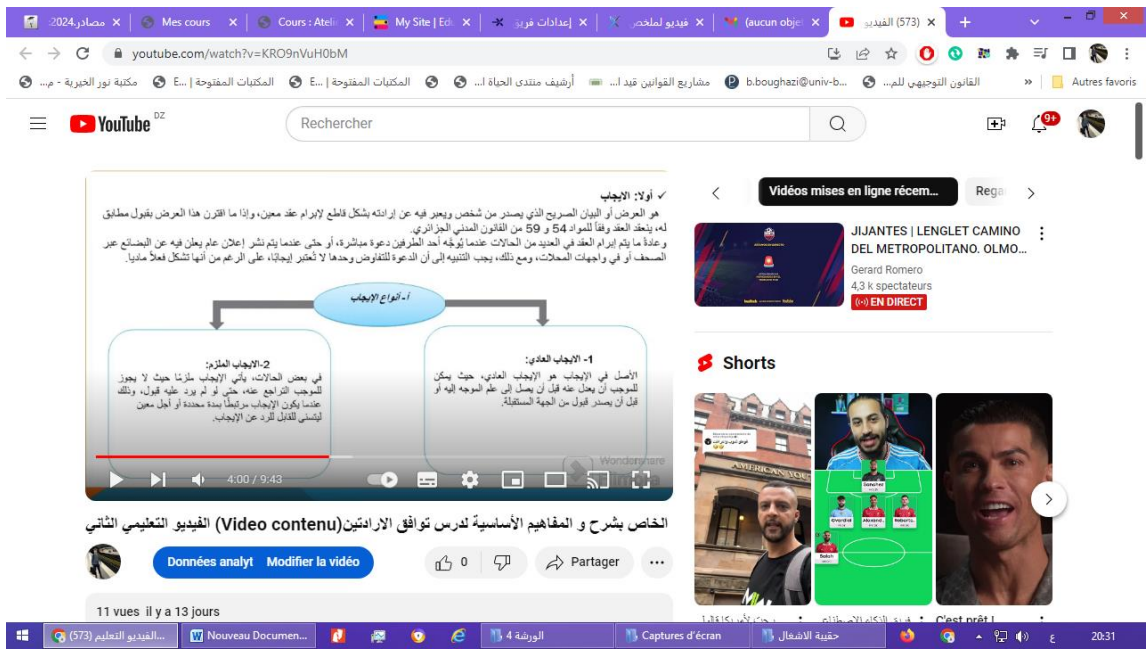 مصادر.2024
Mes cours
Cours : Ateli
My Site | Ed
إعدادات فريق
فيديو لملخص
(aucun obje
(573) الفيديو
youtube.com/watch?v=KRO9nVuH0bM
مكتبة نور الخيرية - م...
المكتبات المفتوحة | E...
المكتبات المفتوحة | E...
أرشيف منتدى الحياة ا...
مشاريع القوانين قيد ا...
b.boughazi@univ-b...
القانون التوجيهي للم...
»
Autres favoris
YouTube DZ
Rechercher
9+
✓ أولا: الايجاب
هو العرض أو البيان الصريح الذي يصدر من شخص ويعبر فيه عن إرادته بشكل قاطع لإبرام عقد معين، وإذا ما اقترن هذا العرض بقبول مطابق
له، ينعقد العقد وفقاً للمواد 54 و 59 من القانون المدني الجزائري.
وعادةً ما يتم إبرام العقد في العديد من الحالات عندما يُوجَّه أحد الطرفين دعوة مباشرة، أو حتى عندما يتم نشر إعلان عام يعلن فيه عن البضائع عبر
الصحف أو في واجهات المحلات، ومع ذلك، يجب التنبيه إلى أن الدعوة للتفاوض وحدها لا تُعتبر إيجابًا، على الرغم من أنها تشكل فعلاً ماديا.
أ- أنواع الإيجاب
1- الايجاب العادي:
الأصل في الإيجاب هو الإيجاب العادي، حيث يمكن
للموجب أن يعدل عنه قبل أن يصل إلى علم الموجه إليه أو
قبل أن يصدر قبول من الجهة المستقبلة.
2-الايجاب الملزم:
في بعض الحالات، يأتي الإيجاب ملزمًا حيث لا يجوز
للموجب التراجع عنه، حتى لو لم يرد عليه قبول، وذلك
عندما يكون الإيجاب مرتبطًا بمدة محددة أو أجل معين
ليتسنى للقابل الرد عن الإيجاب.
Wondershare
4:00 / 9:43
الخاص بشرح و المفاهيم الأساسية لدرس توافق الارادتين(Video contenu) الفيديو التعليمي الثاني
Données analyt
Modifier la vidéo
0
Partager
11 vues il y a 13 jours
Vidéos mises en ligne récem...
Rega
JIJANTES | LENGLET CAMINO
DEL METROPOLITANO. OLMO...
Gerard Romero
4,3 k spectateurs
EN DIRECT
Shorts
AMERICAN YOU
C'est prêt !
(573) الفيديو التعليم...
Nouveau Documen...
الورشة 4
Captures d'écran
حقيبة الاشغال
ع
20:31